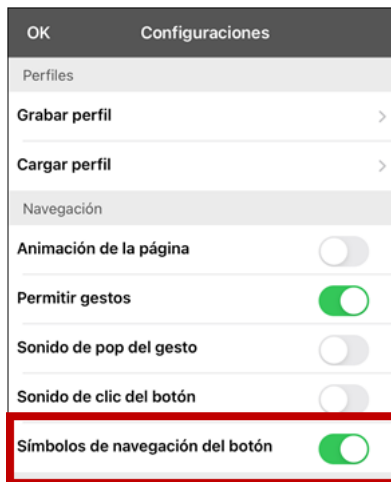 OK Configuraciones
Perfiles
Grabar perfil
Cargar perfil
Navegación
Animación de la página
Permitir gestos
Sonido de pop del gesto
Sonido de clic del botón
Símbolos de navegación del botón